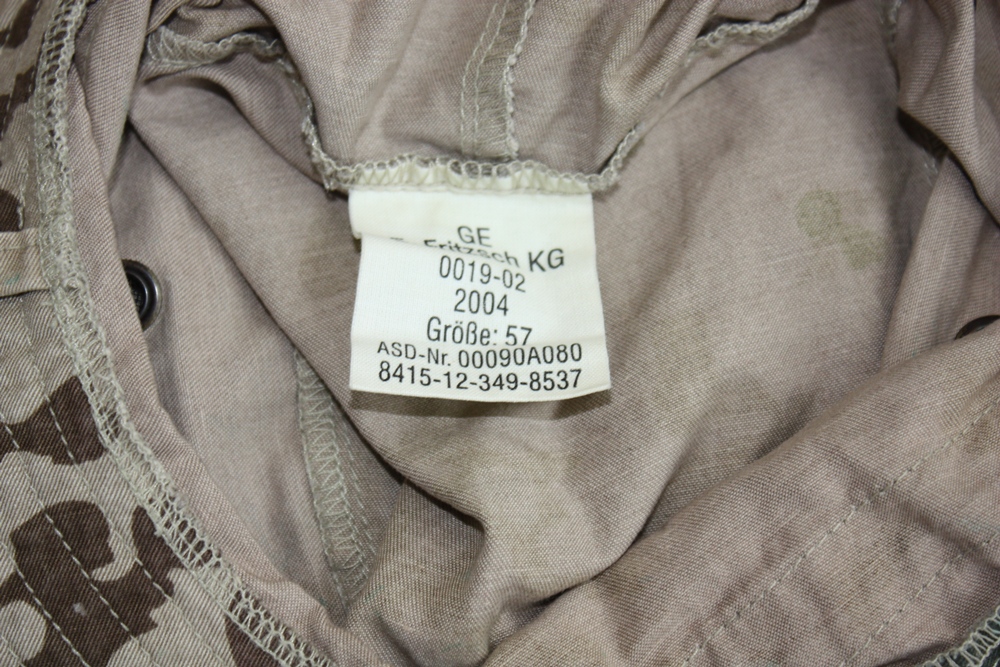 GE
Fritzsch KG
0019-02
2004
Größe: 57
ASD-Nr. 00090A080
8415-12-349-8537